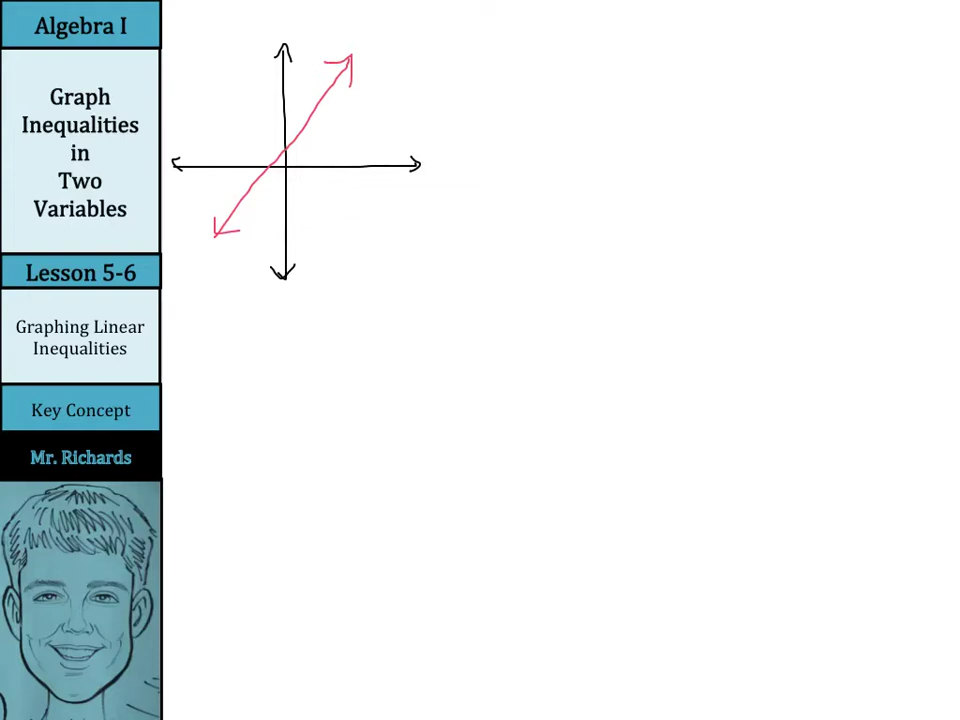 Algebra I
Graph
Inequalities
in
Two
Variables
Lesson 5-6
Graphing Linear
Inequalities
Key Concept
Mr. Richards